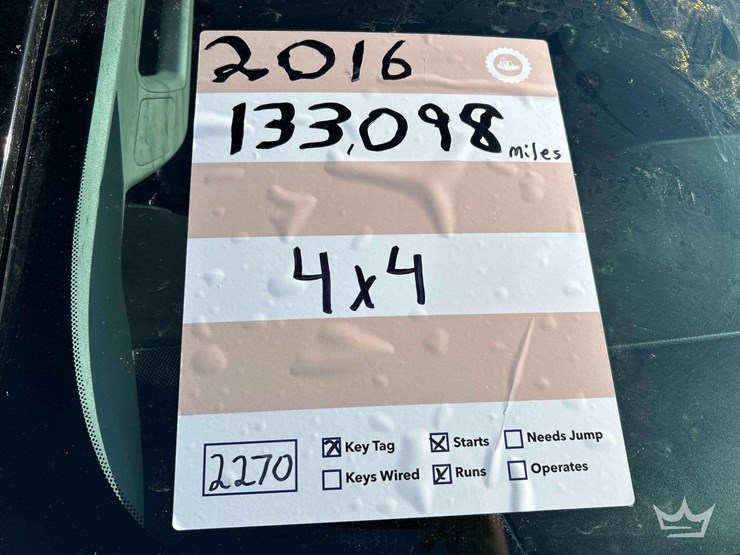 2016
133,098 miles
4x4
2270
Key Tag Starts Needs Jump
Keys Wired Runs Operates